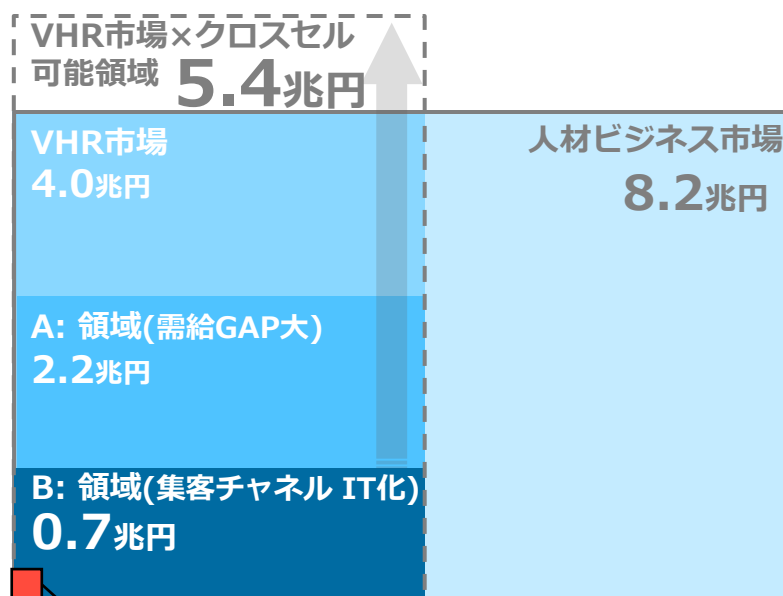 VHR市場×クロスセル
可能領域 5.4兆円
VHR市場
4.0兆円
人材ビジネス市場
8.2兆円
A: 領域(需給GAP大)
2.2兆円
B: 領域(集客チャネル IT化)
0.7兆円